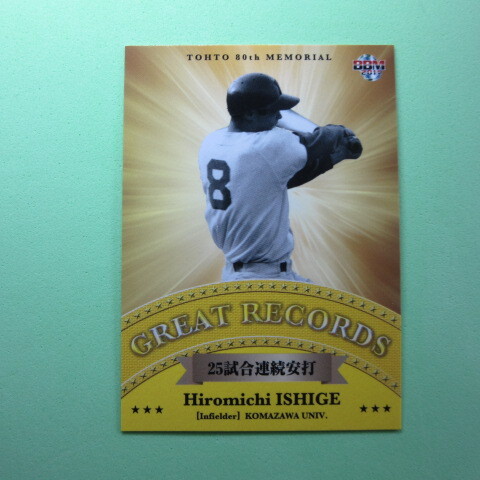 TOHTO 80th MEMORIAL
BBM
8
GREAT RECORDS
25試合連続安打
Hiromichi ISHIGE
[Infielder] KOMAZAWA UNIV.